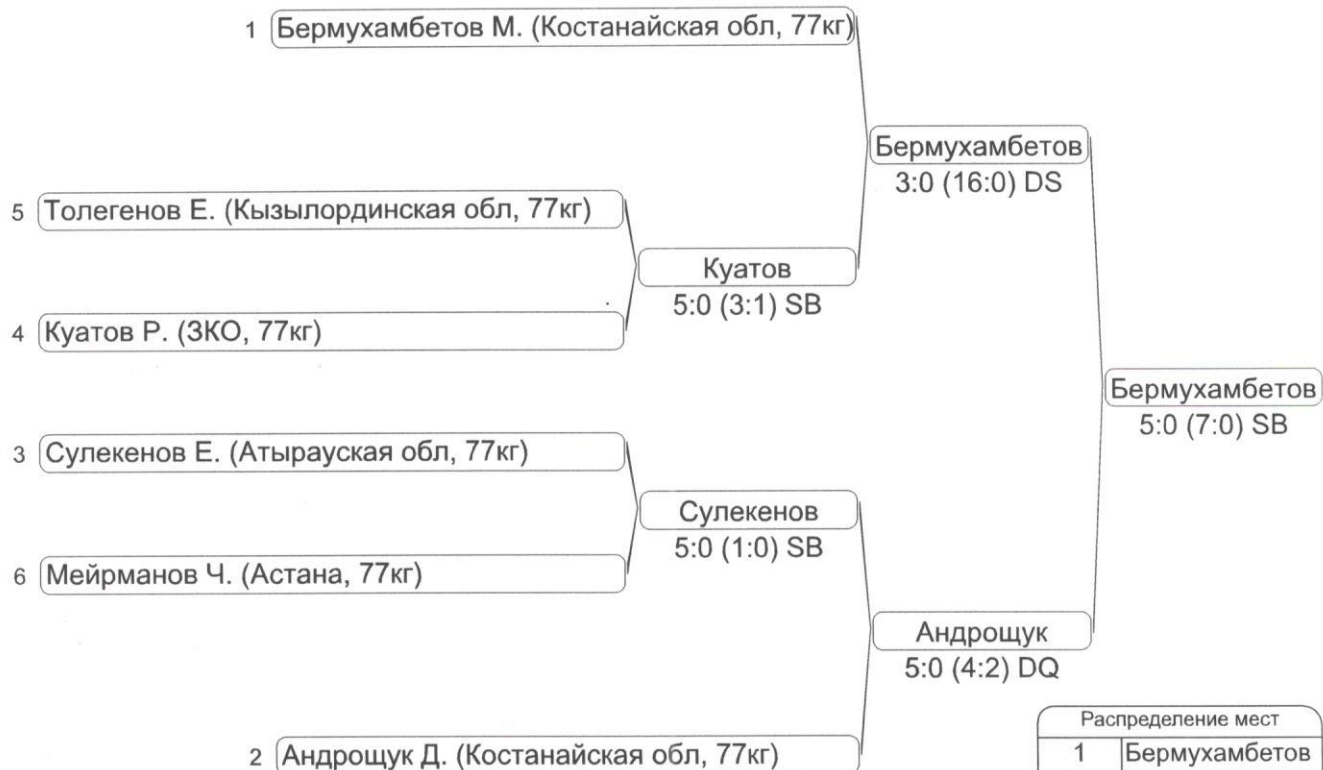 1 Бермухамбетов М. (Костанайская обл, 77кг)
Бермухамбетов
3:0 (16:0) DS
5 Толегенов Е. (Кызылординская обл, 77кг)
Куатов
5:0 (3:1) SB
4 Куатов Р. (ЗКО, 77кг)
Бермухамбетов
5:0 (7:0) SB
3 Сулекенов Е. (Атырауская обл, 77кг)
Сулекенов
5:0 (1:0) SB
6 Мейрманов Ч. (Астана, 77кг)
Андрощук
5:0 (4:2) DQ
2 Андрощук Д. (Костанайская обл, 77кг)
Распределение мест
1 Бермухамбетов